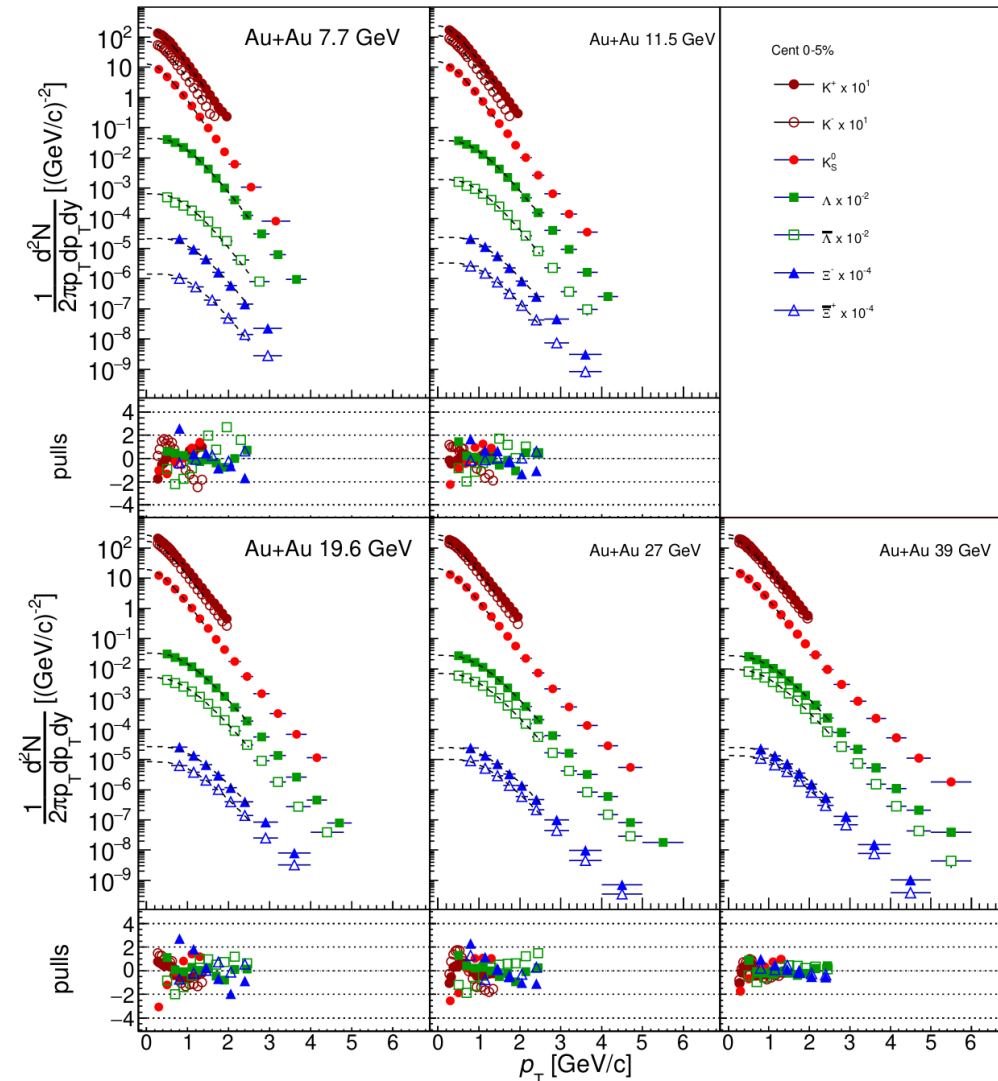 Au+Au 7.7 GeV
Au+Au 11.5 GeV
Cent 0-5%
K⁺ x 10¹
K⁻ x 10¹
K⁰_S
Λ x 10⁻²
Λ̅ x 10⁻²
Ξ⁻ x 10⁻⁴
Ξ̅⁺ x 10⁻⁴
1/2πp_T d²N/dp_Tdy [(GeV/c)⁻²]
10²
10
1
10⁻¹
10⁻²
10⁻³
10⁻⁴
10⁻⁵
10⁻⁶
10⁻⁷
10⁻⁸
10⁻⁹
pulls
4
2
0
−2
−4
Au+Au 19.6 GeV
Au+Au 27 GeV
Au+Au 39 GeV
1/2πp_T d²N/dp_Tdy [(GeV/c)⁻²]
10²
10
1
10⁻¹
10⁻²
10⁻³
10⁻⁴
10⁻⁵
10⁻⁶
10⁻⁷
10⁻⁸
10⁻⁹
pulls
4
2
0
−2
−4
0 1 2 3 4 5 6 0 1 2 3 4 5 6 0 1 2 3 4 5 6
p_T [GeV/c]